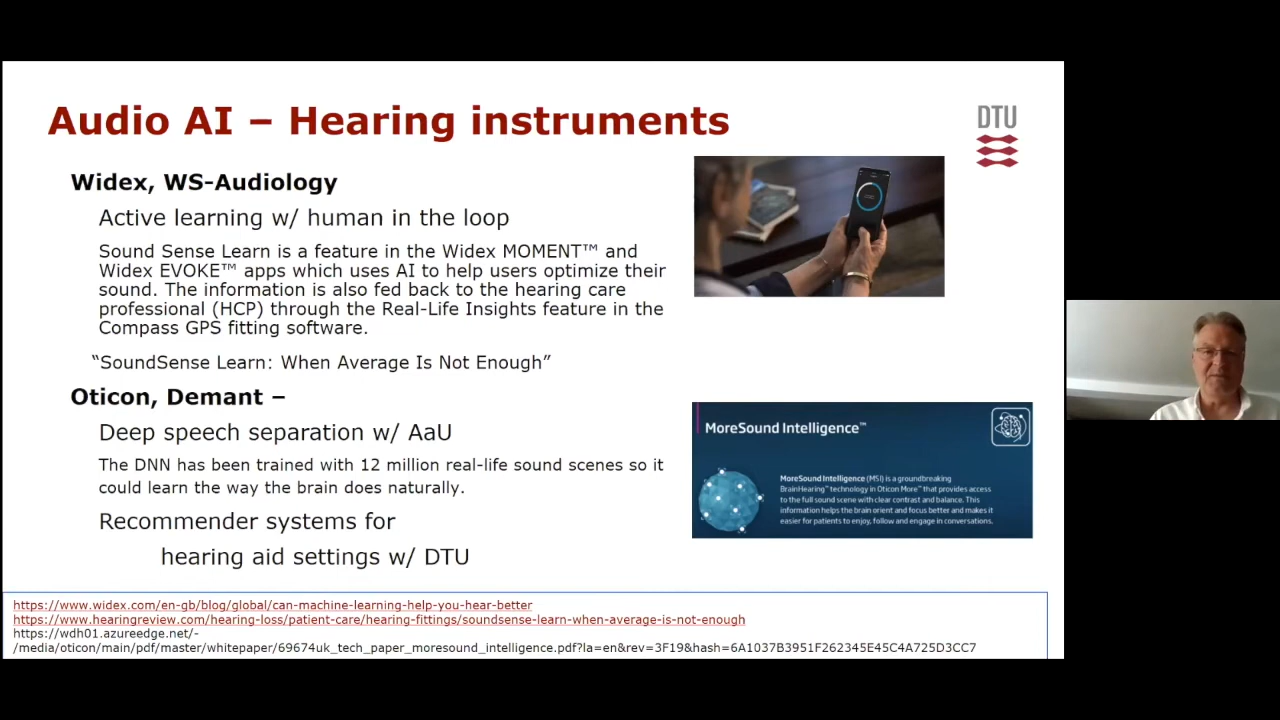 Audio AI – Hearing instruments
DTU
Widex, WS-Audiology
Active learning w/ human in the loop
Sound Sense Learn is a feature in the Widex MOMENT™ and
Widex EVOKE™ apps which uses AI to help users optimize their
sound. The information is also fed back to the hearing care
professional (HCP) through the Real-Life Insights feature in the
Compass GPS fitting software.
“SoundSense Learn: When Average Is Not Enough”
Oticon, Demant –
Deep speech separation w/ AaU
The DNN has been trained with 12 million real-life sound scenes so it
could learn the way the brain does naturally.
Recommender systems for
hearing aid settings w/ DTU
MoreSound Intelligence™
MoreSound Intelligence (MSI) is a groundbreaking
BrainHearing™ technology in Oticon More™ that provides access
to the full sound scene with clear contrast and balance. This
information helps the brain orient and focus better and makes it
easier for patients to enjoy, follow and engage in conversations.
https://www.widex.com/en-gb/blog/global/can-machine-learning-help-you-hear-better
https://www.hearingreview.com/hearing-loss/patient-care/hearing-fittings/soundsense-learn-when-average-is-not-enough
https://wdh01.azureedge.net/-
/media/oticon/main/pdf/master/whitepaper/69674uk_tech_paper_moresound_intelligence.pdf?la=en&rev=3F19&hash=6A1037B3951F262345E45C4A725D3CC7